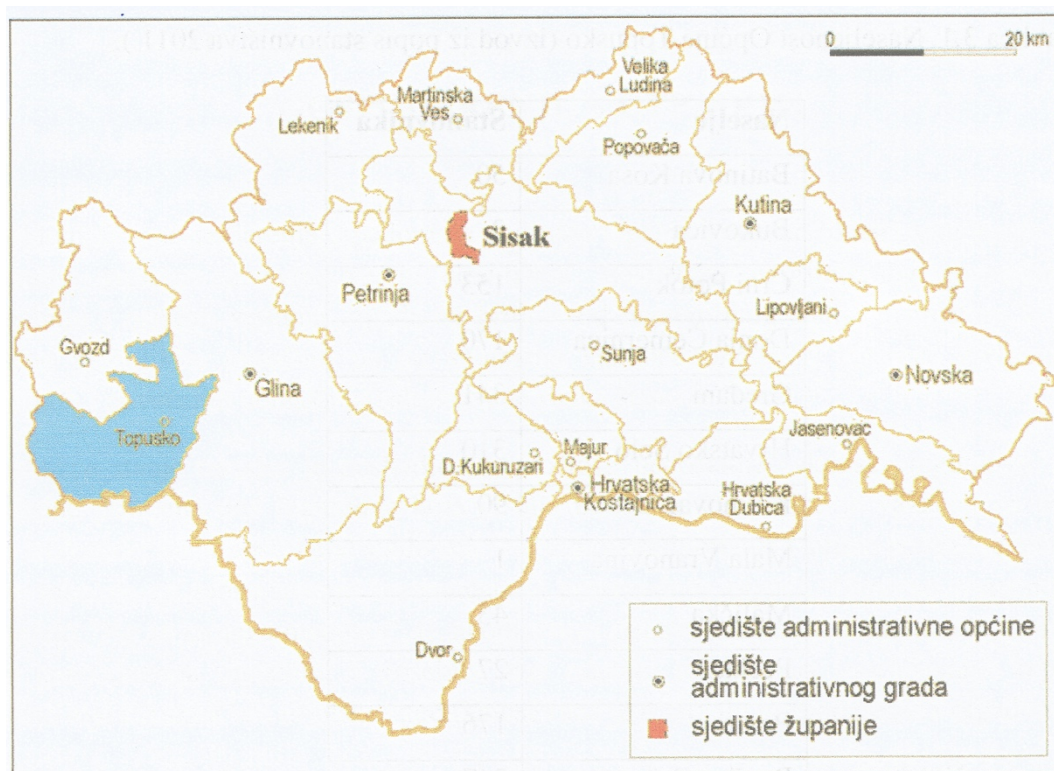 0 20 km
Velika
Ludina
Martinska
Ves
Lekenik
Popovača
Kutina
Sisak
Petrinja
Lipovljani
Gvozd
Sunja
Glina
Novska
Topusko
Jasenovac
Majur
D.Kukuruzari
Hrvatska
Kostajnica
Hrvatska
Dubica
Dvor
sjedište administrativne općine
sjedište
administrativnog grada
sjedište županije